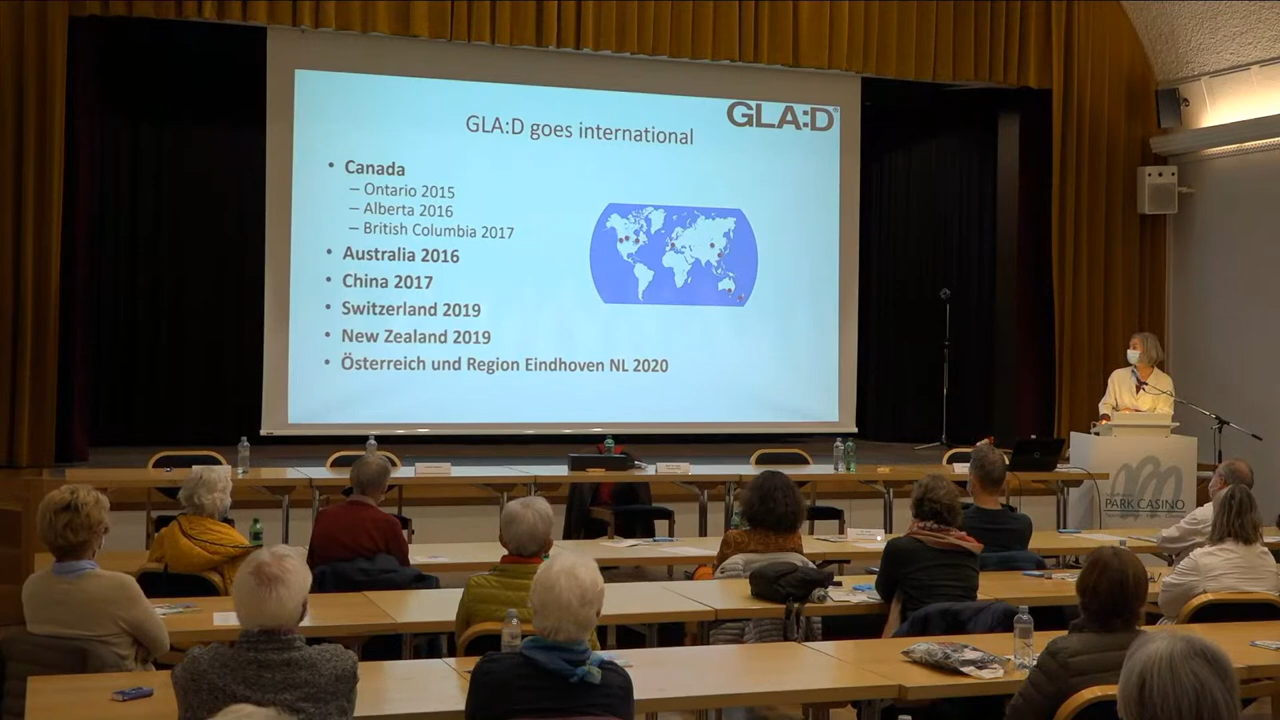 GLA:D®
GLA:D goes international
• Canada
– Ontario 2015
– Alberta 2016
– British Columbia 2017
• Australia 2016
• China 2017
• Switzerland 2019
• New Zealand 2019
• Österreich und Region Eindhoven NL 2020
PARK CASINO